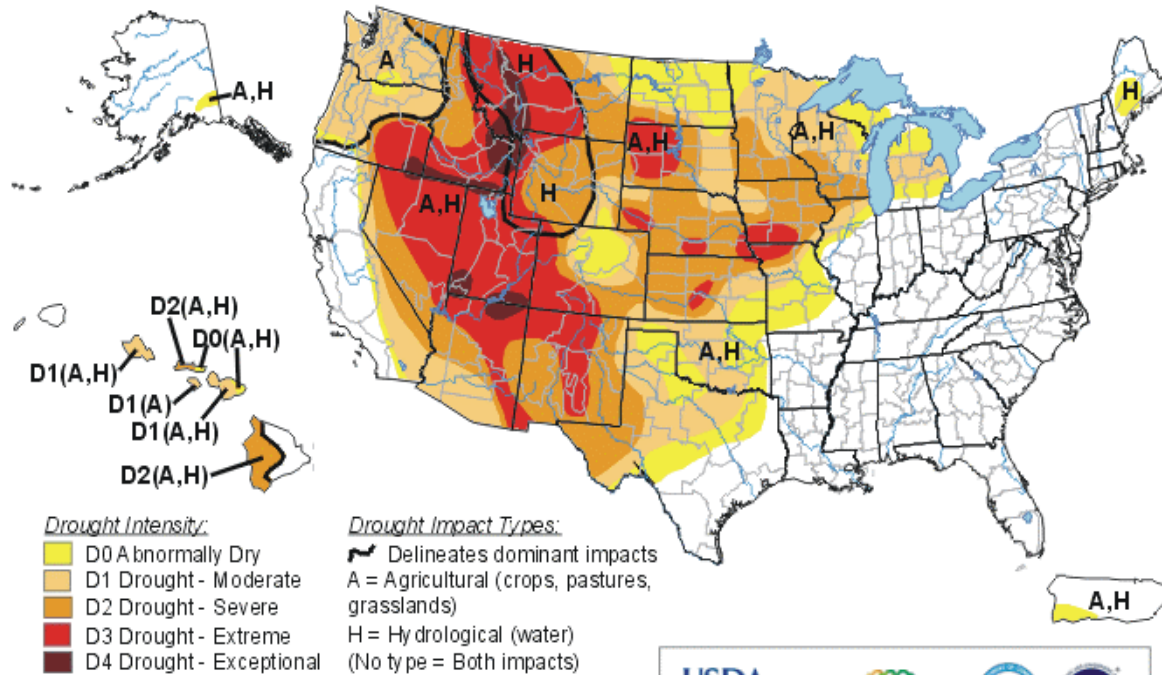 A,H
A
H
H
A,H
A,H
A,H
H
A,H
D2(A,H)
D0(A,H)
D1(A,H)
D1(A)
D1(A,H)
D2(A,H)
A,H
A,H
Drought Intensity:
D0 Abnormally Dry
D1 Drought - Moderate
D2 Drought - Severe
D3 Drought - Extreme
D4 Drought - Exceptional
Drought Impact Types:
Delineates dominant impacts
A = Agricultural (crops, pastures,
grasslands)
H = Hydrological (water)
(No type = Both impacts)
USDA